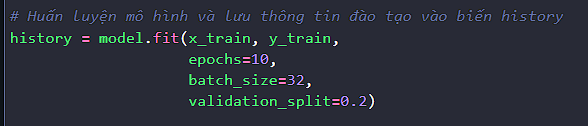 # Huấn luyện mô hình và lưu thông tin đào tạo vào biến history
history = model.fit(x_train, y_train,
                    epochs=10,
                    batch_size=32,
                    validation_split=0.2)